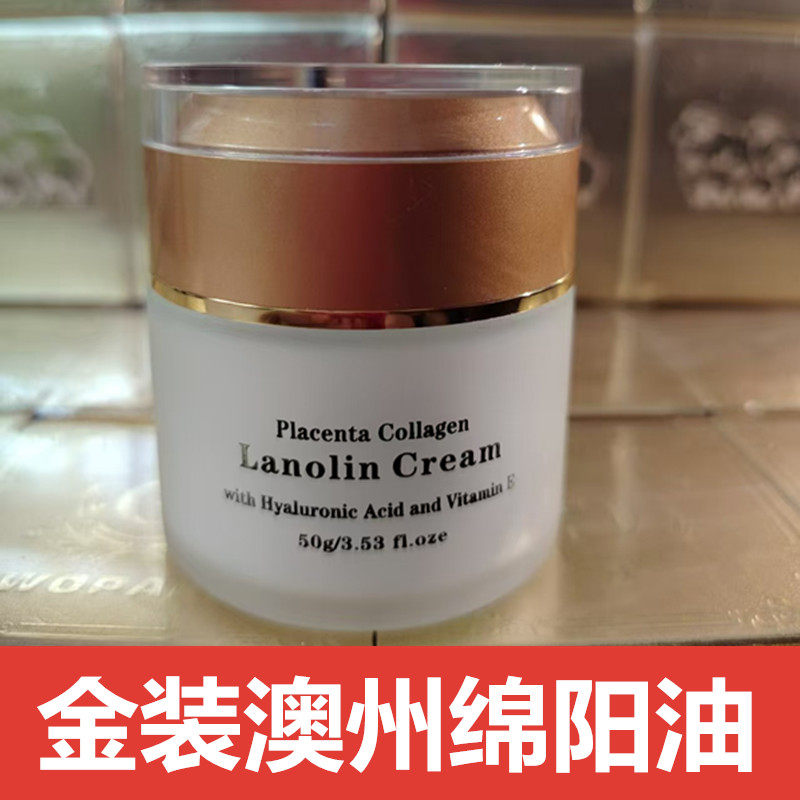 Placenta Collagen
Lanolin Cream
with Hyaluronic Acid and Vitamin E
50g/3.53 fl.oze
WOPA
金装澳州绵阳油